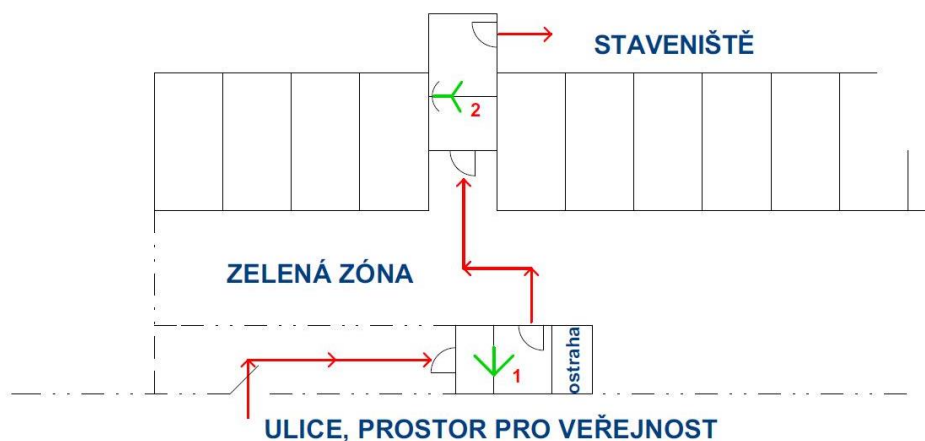 STAVENIŠTĚ
2
ZELENÁ ZÓNA
1
ostraha
ULICE, PROSTOR PRO VEŘEJNOST